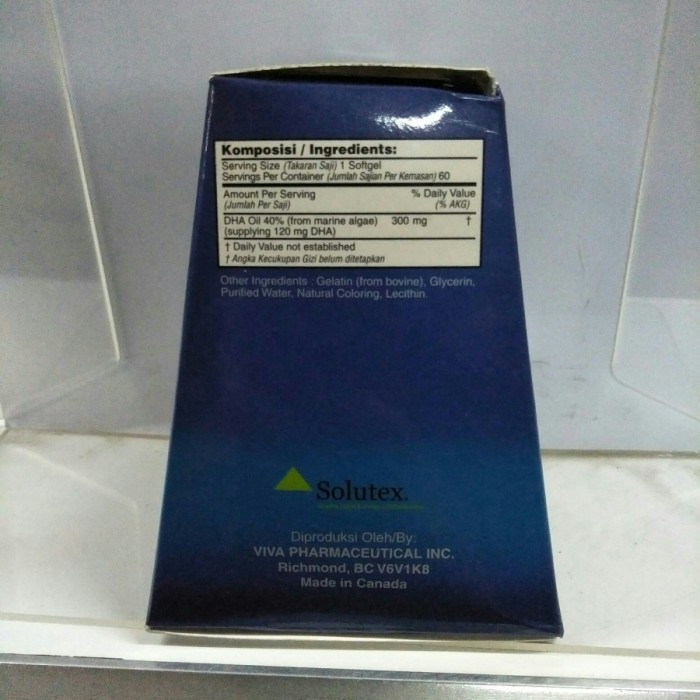 Komposisi / Ingredients:
Serving Size (Takaran Saji) 1 Softgel
Servings Per Container (Jumlah Sajian Per Kemasan) 60
Amount Per Serving % Daily Value
(Jumlah Per Saji) (% AKG)
DHA Oil 40% (from marine algae) 300 mg †
(supplying 120 mg DHA)
† Daily Value not established
† Angka Kecukupan Gizi belum ditetapkan
Other Ingredients : Gelatin (from bovine), Glycerin,
Purified Water, Natural Coloring, Lecithin.
Solutex.
Diproduksi Oleh/By:
VIVA PHARMACEUTICAL INC.
Richmond, BC V6V1K8
Made in Canada